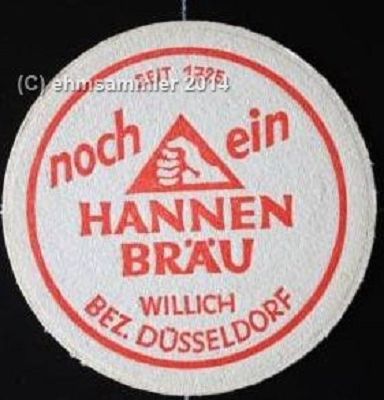 SEIT 1725
(C) ehmsammler 2014
noch ein
HANNEN
BRÄU
WILLICH
BEZ. DÜSSELDORF